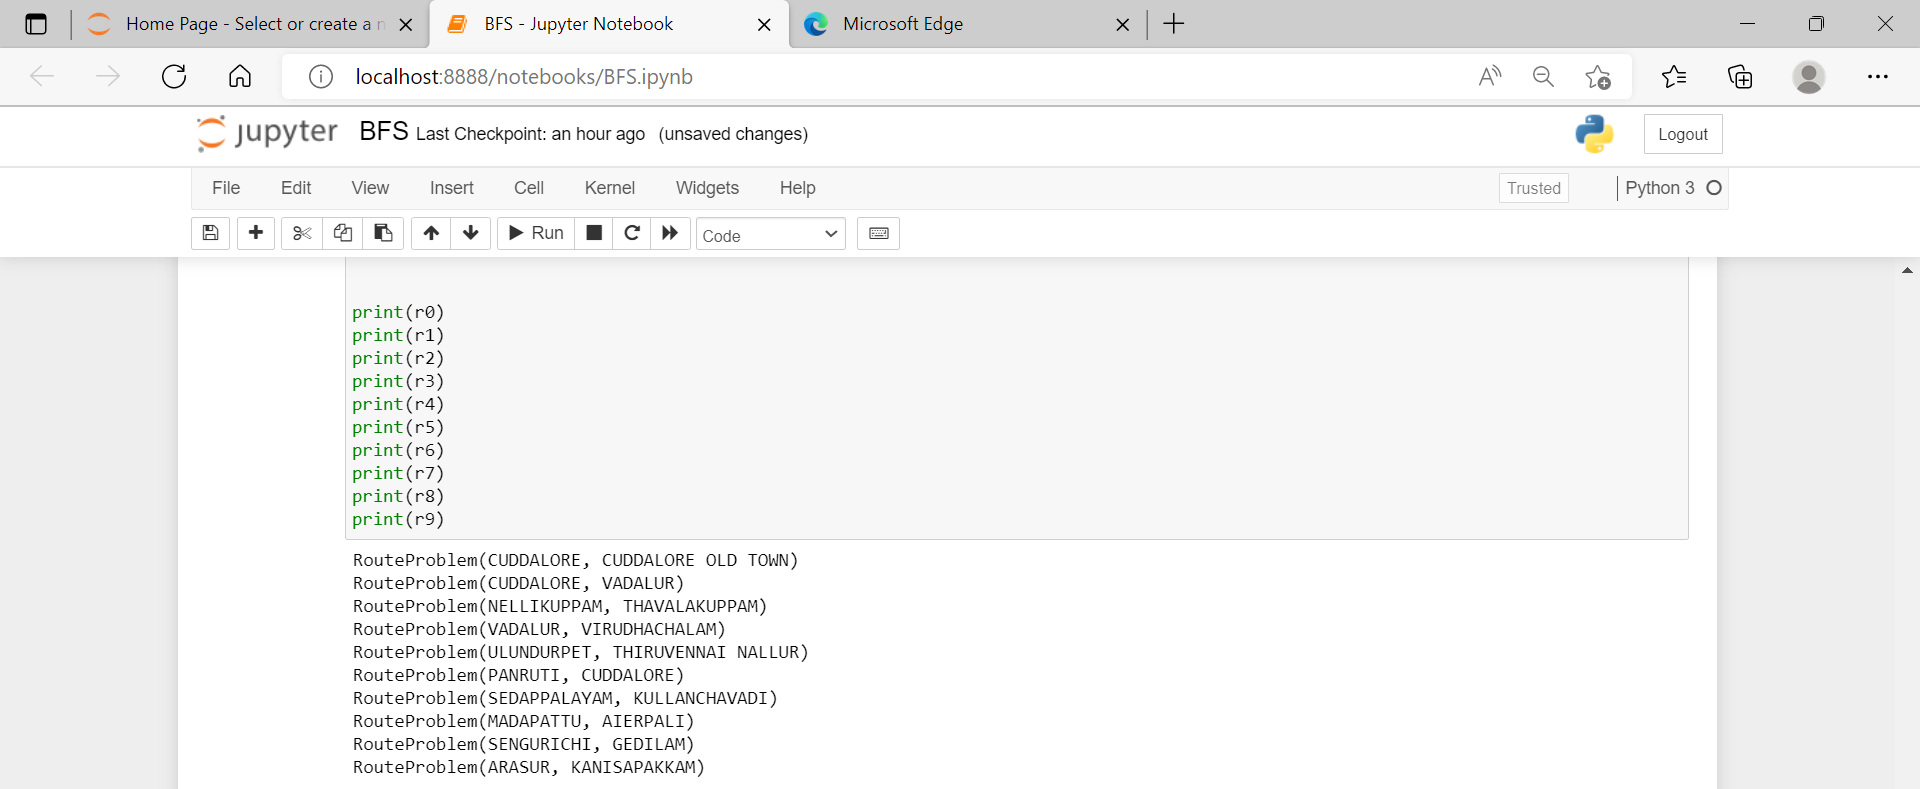 Home Page - Select or create a n
BFS - Jupyter Notebook
Microsoft Edge
localhost:8888/notebooks/BFS.ipynb
jupyter BFS Last Checkpoint: an hour ago (unsaved changes)
Logout
File Edit View Insert Cell Kernel Widgets Help
Trusted
Python 3
Run
Code
print(r0)
print(r1)
print(r2)
print(r3)
print(r4)
print(r5)
print(r6)
print(r7)
print(r8)
print(r9)
RouteProblem(CUDDALORE, CUDDALORE OLD TOWN)
RouteProblem(CUDDALORE, VADALUR)
RouteProblem(NELLIKUPPAM, THAVALAKUPPAM)
RouteProblem(VADALUR, VIRUDHACHALAM)
RouteProblem(ULUNDURPET, THIRUVENNAI NALLUR)
RouteProblem(PANRUTI, CUDDALORE)
RouteProblem(SEDAPPALAYAM, KULLANCHAVADI)
RouteProblem(MADAPATTU, AIERPALI)
RouteProblem(SENGURICHI, GEDILAM)
RouteProblem(ARASUR, KANISAPAKKAM)